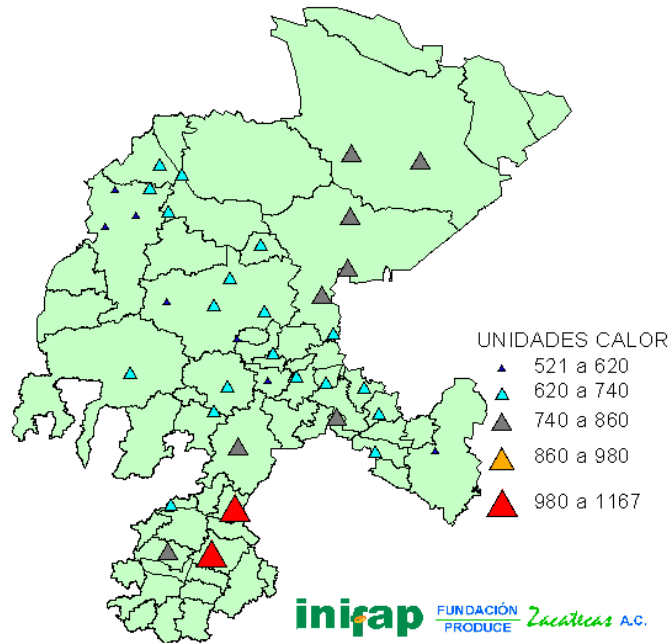 UNIDADES CALOR
521 a 620
620 a 740
740 a 860
860 a 980
980 a 1167
inifap
FUNDACIÓN
PRODUCE
Zacatecas A.C.